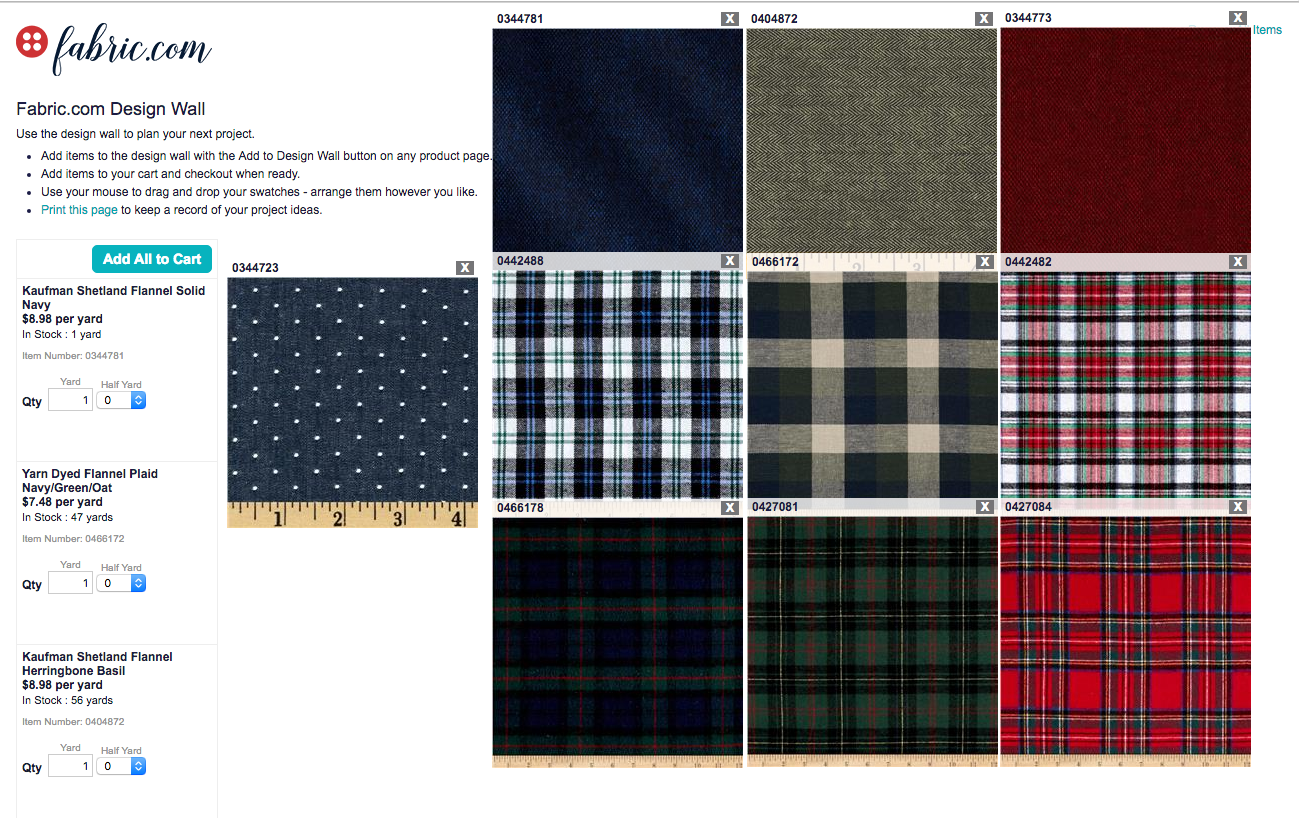 fabric.com
Items
Fabric.com Design Wall
Use the design wall to plan your next project.
Add items to the design wall with the Add to Design Wall button on any product page.
Add items to your cart and checkout when ready.
Use your mouse to drag and drop your swatches - arrange them however you like.
Print this page to keep a record of your project ideas.
Add All to Cart
Kaufman Shetland Flannel Solid
Navy
$8.98 per yard
In Stock : 1 yard
Item Number: 0344781
Yard Half Yard
Qty 1 0
Yarn Dyed Flannel Plaid
Navy/Green/Oat
$7.48 per yard
In Stock : 47 yards
Item Number: 0466172
Yard Half Yard
Qty 1 0
Kaufman Shetland Flannel
Herringbone Basil
$8.98 per yard
In Stock : 56 yards
Item Number: 0404872
Yard Half Yard
Qty 1 0
0344723 X
1 2 3 4
0344781 X
0404872 X
0344773 X
0442488 X
0466172 X
0442482 X
0466178 X
0427081 X
0427084 X